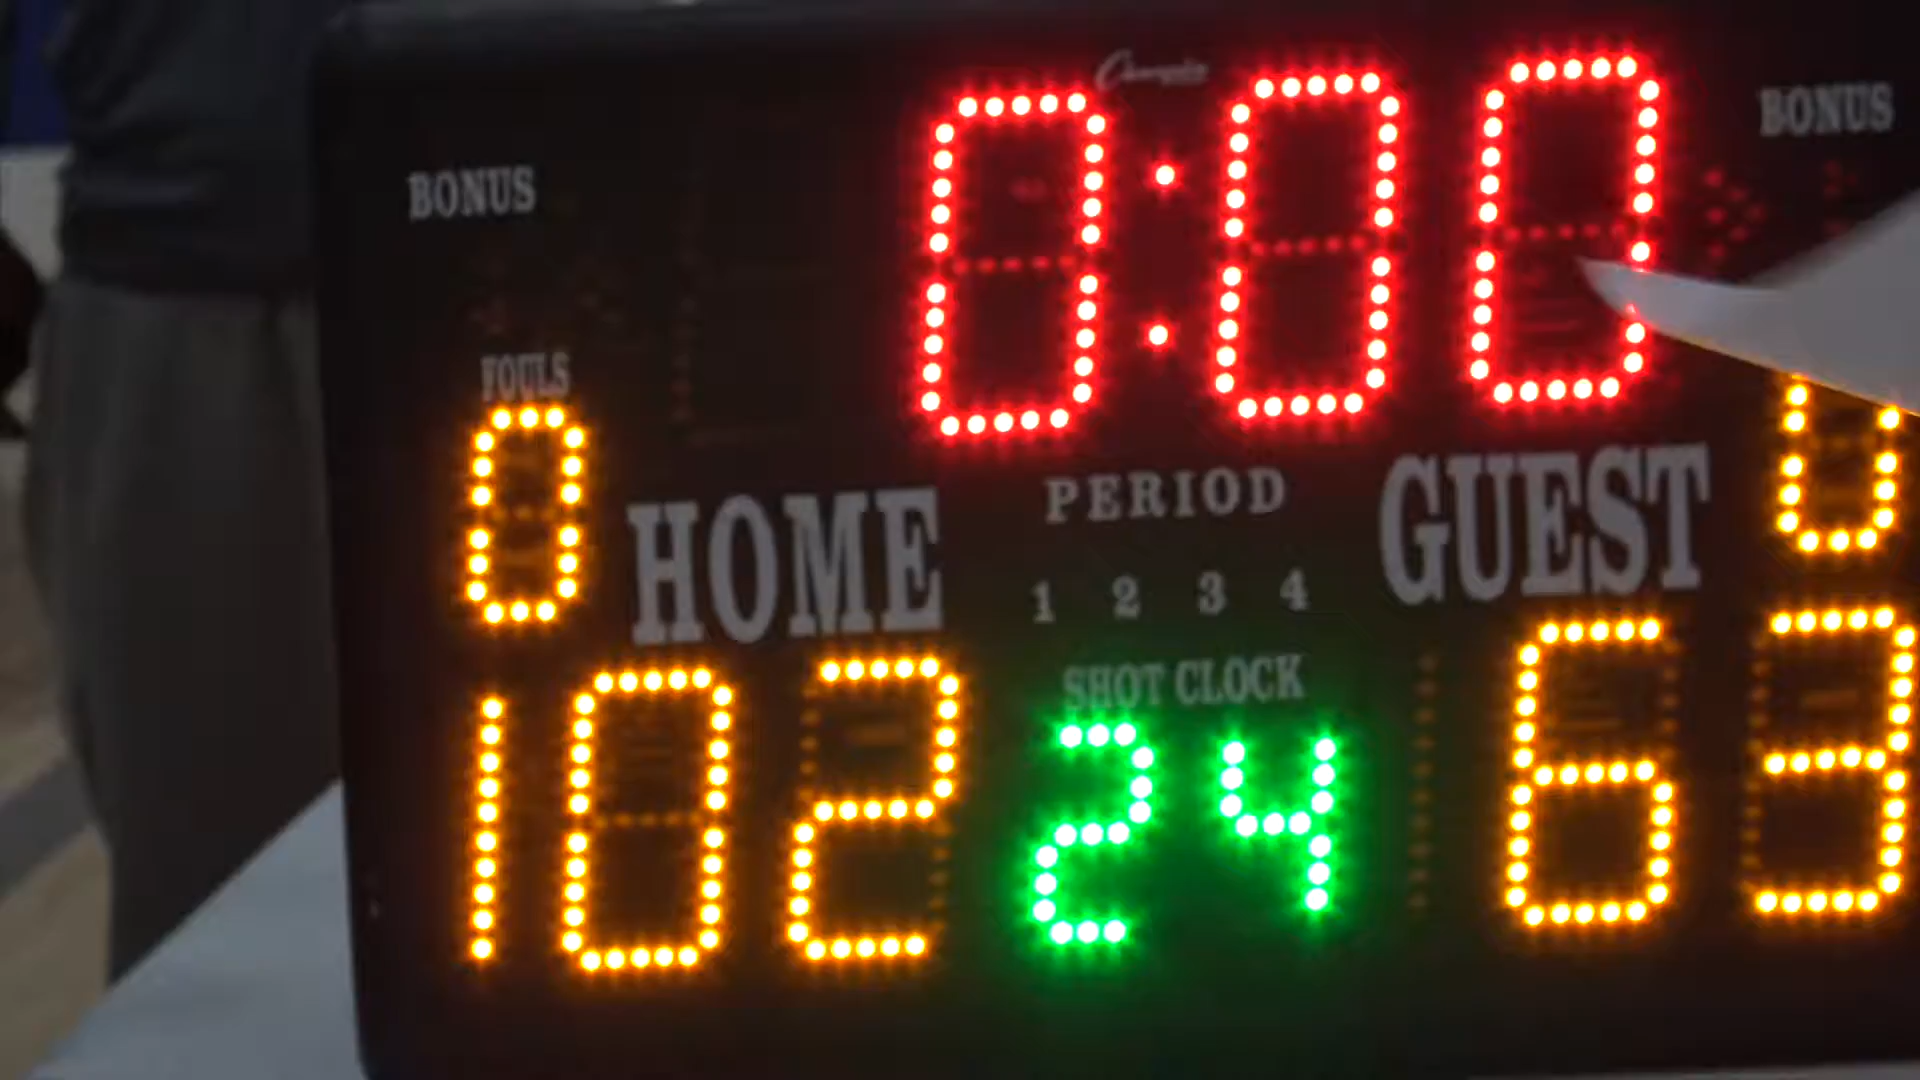 Champion
0:00
BONUS
BONUS
FOULS
0
0
HOME
PERIOD
GUEST
1 2 3 4
102
SHOT CLOCK
24
63